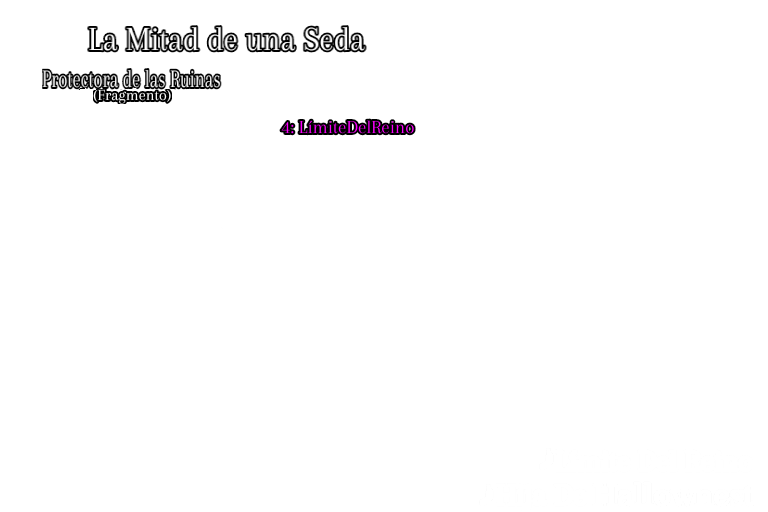 La Mitad de una Seda
Protectora de las Ruinas
(Fragmento)
4: LímiteDelReino